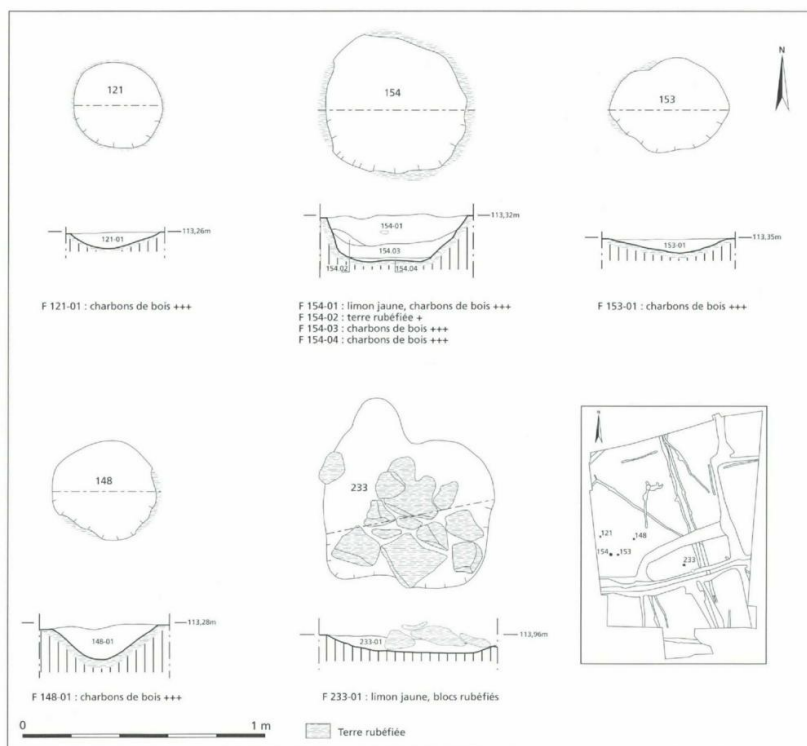 121
154
153
N
121-01
113,26m
154-01
154.03
154.02
154.04
113,32m
153-01
113,35m
F 121-01 : charbons de bois +++
F 154-01 : limon jaune, charbons de bois +++
F 154-02 : terre rubéfiée +
F 154-03 : charbons de bois +++
F 154-04 : charbons de bois +++
F 153-01 : charbons de bois +++
148
233
N
121
148
154
153
233
148-01
113,28m
233-01
113,96m
F 148-01 : charbons de bois +++
F 233-01 : limon jaune, blocs rubéfiés
0
1 m
Terre rubéfiée